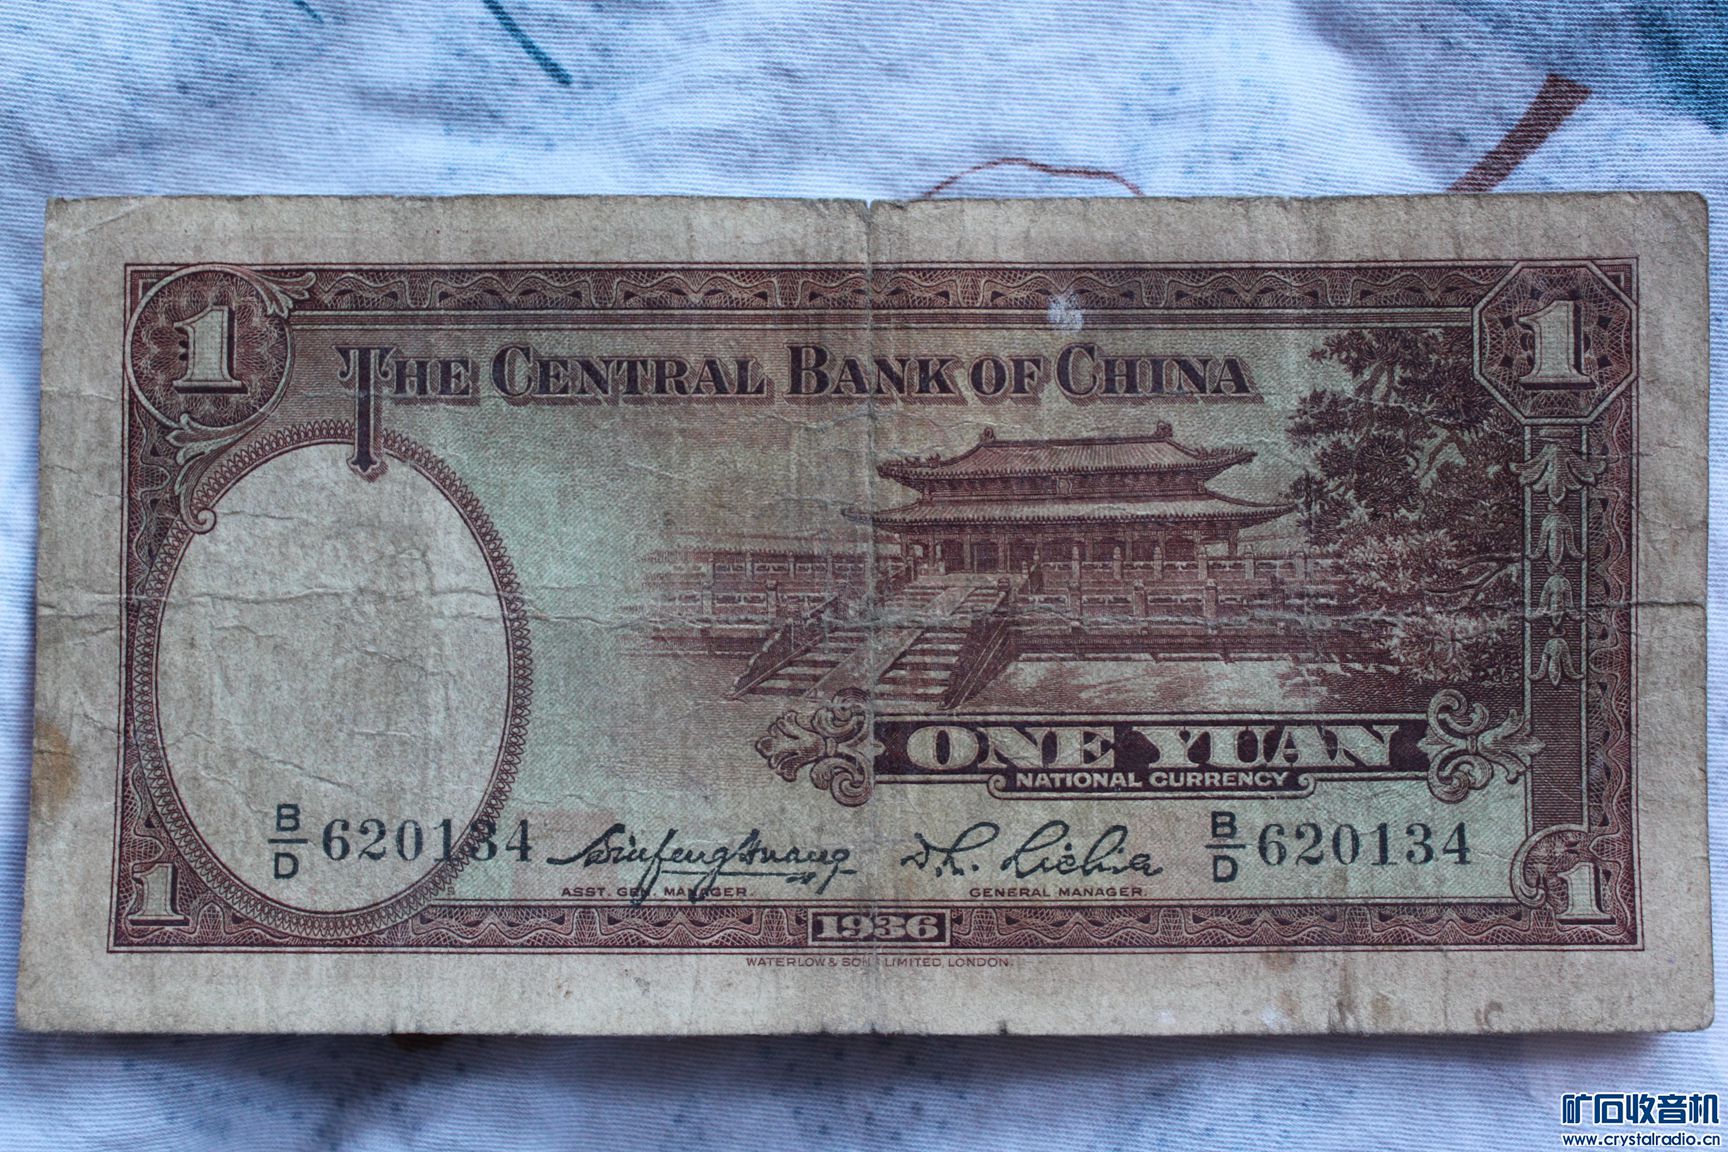 1
1
THE CENTRAL BANK OF CHINA
ONE YUAN
NATIONAL CURRENCY
B/D 620134
B/D 620134
ASST. GEN. MANAGER.
GENERAL MANAGER.
1
1936
1
WATERLOW & SONS LIMITED, LONDON.
矿石收音机
www.crystalradio.cn